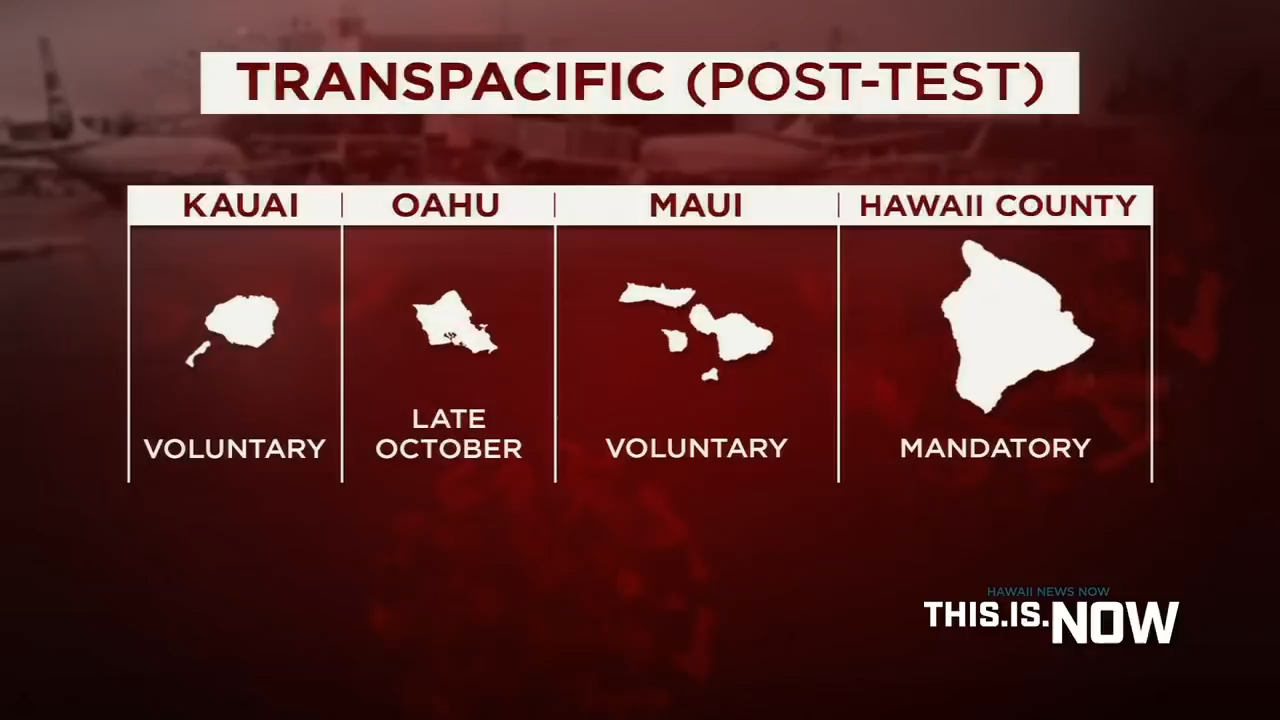 TRANSPACIFIC (POST-TEST)
KAUAI
OAHU
MAUI
HAWAII COUNTY
VOLUNTARY
LATE
OCTOBER
VOLUNTARY
MANDATORY
HAWAII NEWS NOW
THIS.IS.NOW